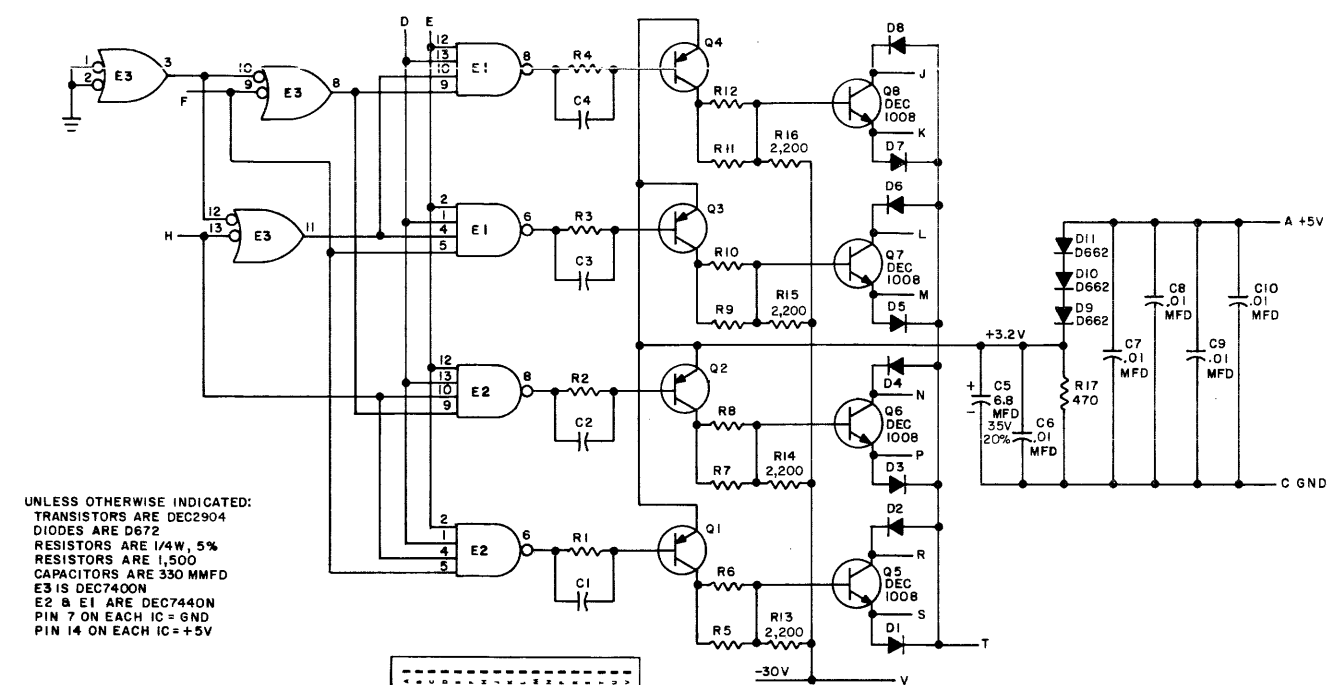 D E
1
2
E3
3
F
10
9
E3
8
12
13
10
9
E1
8
R4
C4
Q4
R12
R11
R16
2,200
D8
J
Q8
DEC
1008
K
D7
H
12
13
E3
11
2
1
4
5
E1
6
R3
C3
Q3
R10
R9
R15
2,200
D6
L
Q7
DEC
1008
M
D5
12
13
10
9
E2
8
R2
C2
Q2
R8
R7
R14
2,200
D4
N
Q6
DEC
1008
P
D3
2
1
4
5
E2
6
R1
C1
Q1
R6
R5
R13
2,200
D2
R
Q5
DEC
1008
S
D1
T
-30V
V
A +5V
D11
D662
D10
D662
D9
D662
+3.2V
+
-
C5
6.8
MFD
35V
20%
C6
.01
MFD
R17
470
C7
.01
MFD
C8
.01
MFD
C9
.01
MFD
C10
.01
MFD
C GND
UNLESS OTHERWISE INDICATED:
TRANSISTORS ARE DEC2904
DIODES ARE D672
RESISTORS ARE 1/4W, 5%
RESISTORS ARE 1,500
CAPACITORS ARE 330 MMFD
E3 IS DEC7400N
E2 & E1 ARE DEC7440N
PIN 7 ON EACH IC = GND
PIN 14 ON EACH IC = +5V